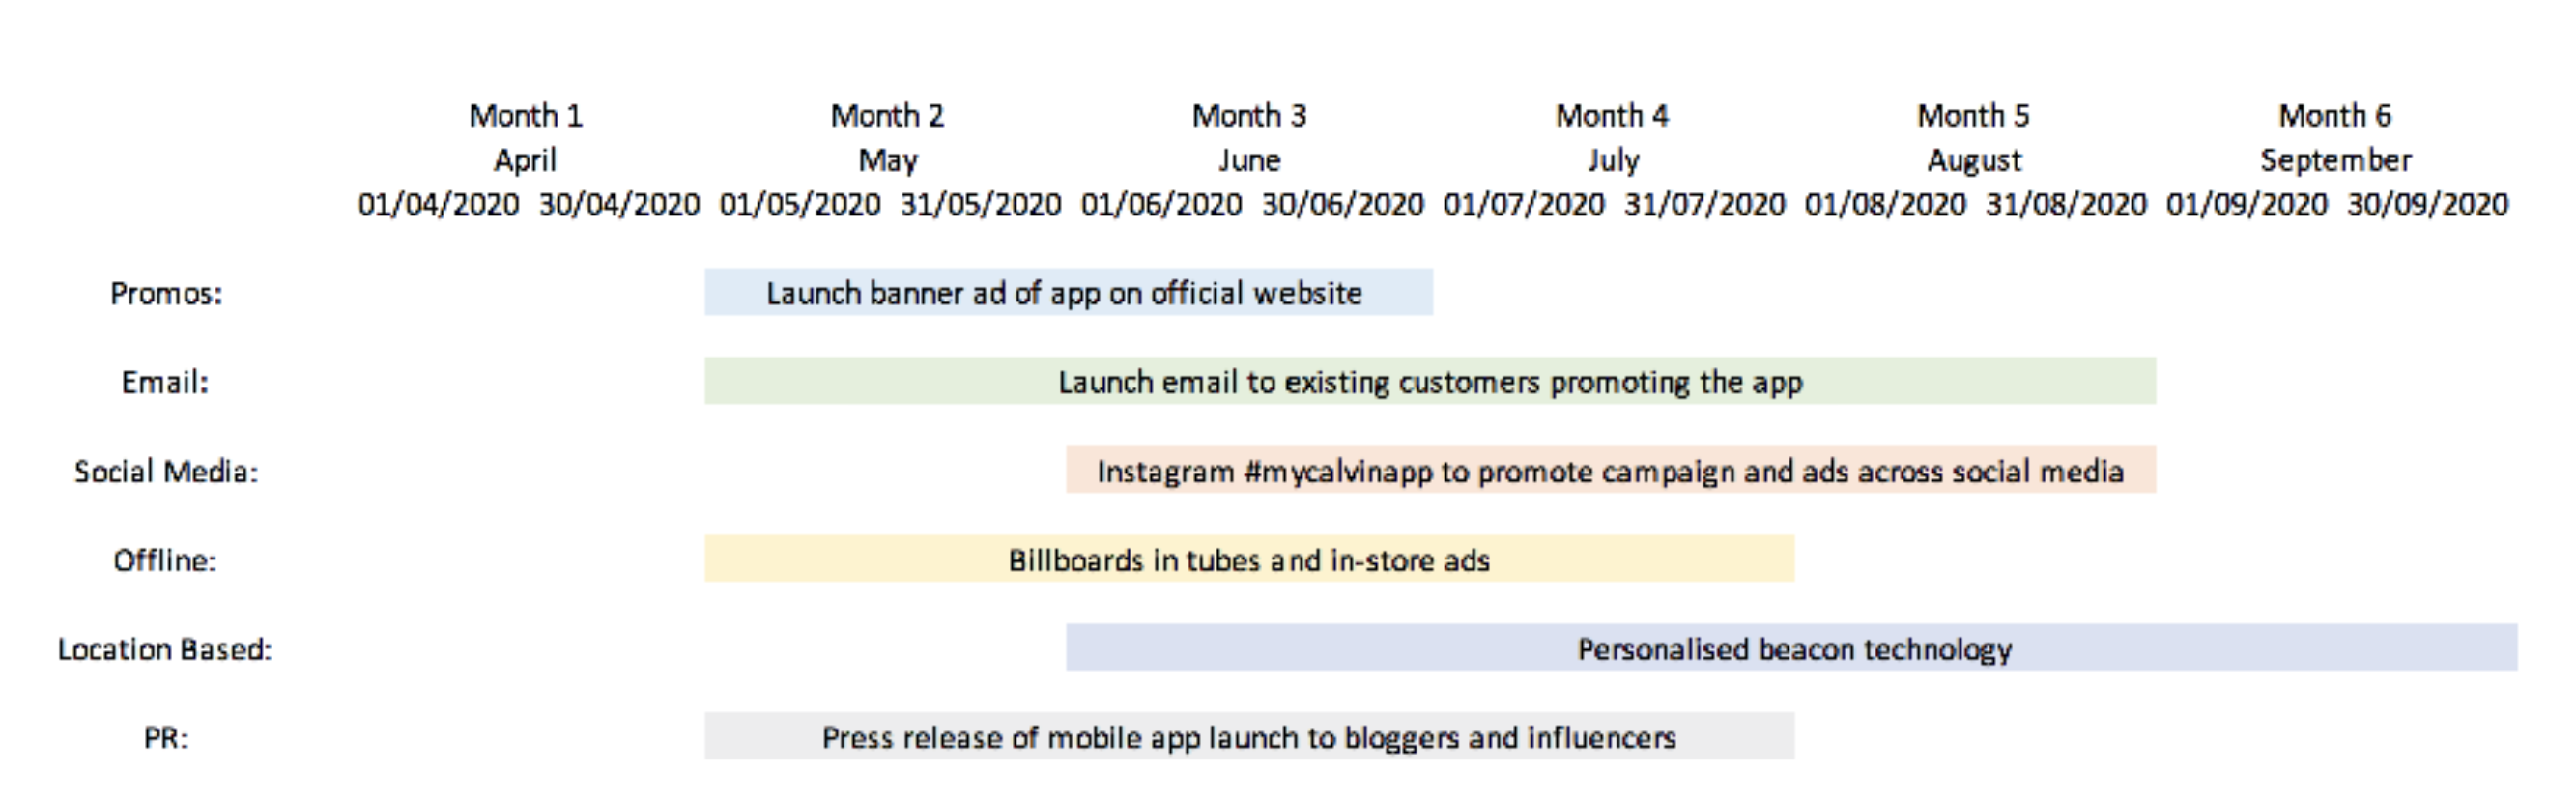 Month 1 Month 2 Month 3 Month 4 Month 5 Month 6
April May June July August September
01/04/2020 30/04/2020 01/05/2020 31/05/2020 01/06/2020 30/06/2020 01/07/2020 31/07/2020 01/08/2020 31/08/2020 01/09/2020 30/09/2020
Promos: Launch banner ad of app on official website
Email: Launch email to existing customers promoting the app
Social Media: Instagram #mycalvinapp to promote campaign and ads across social media
Offline: Billboards in tubes and in-store ads
Location Based: Personalised beacon technology
PR: Press release of mobile app launch to bloggers and influencers